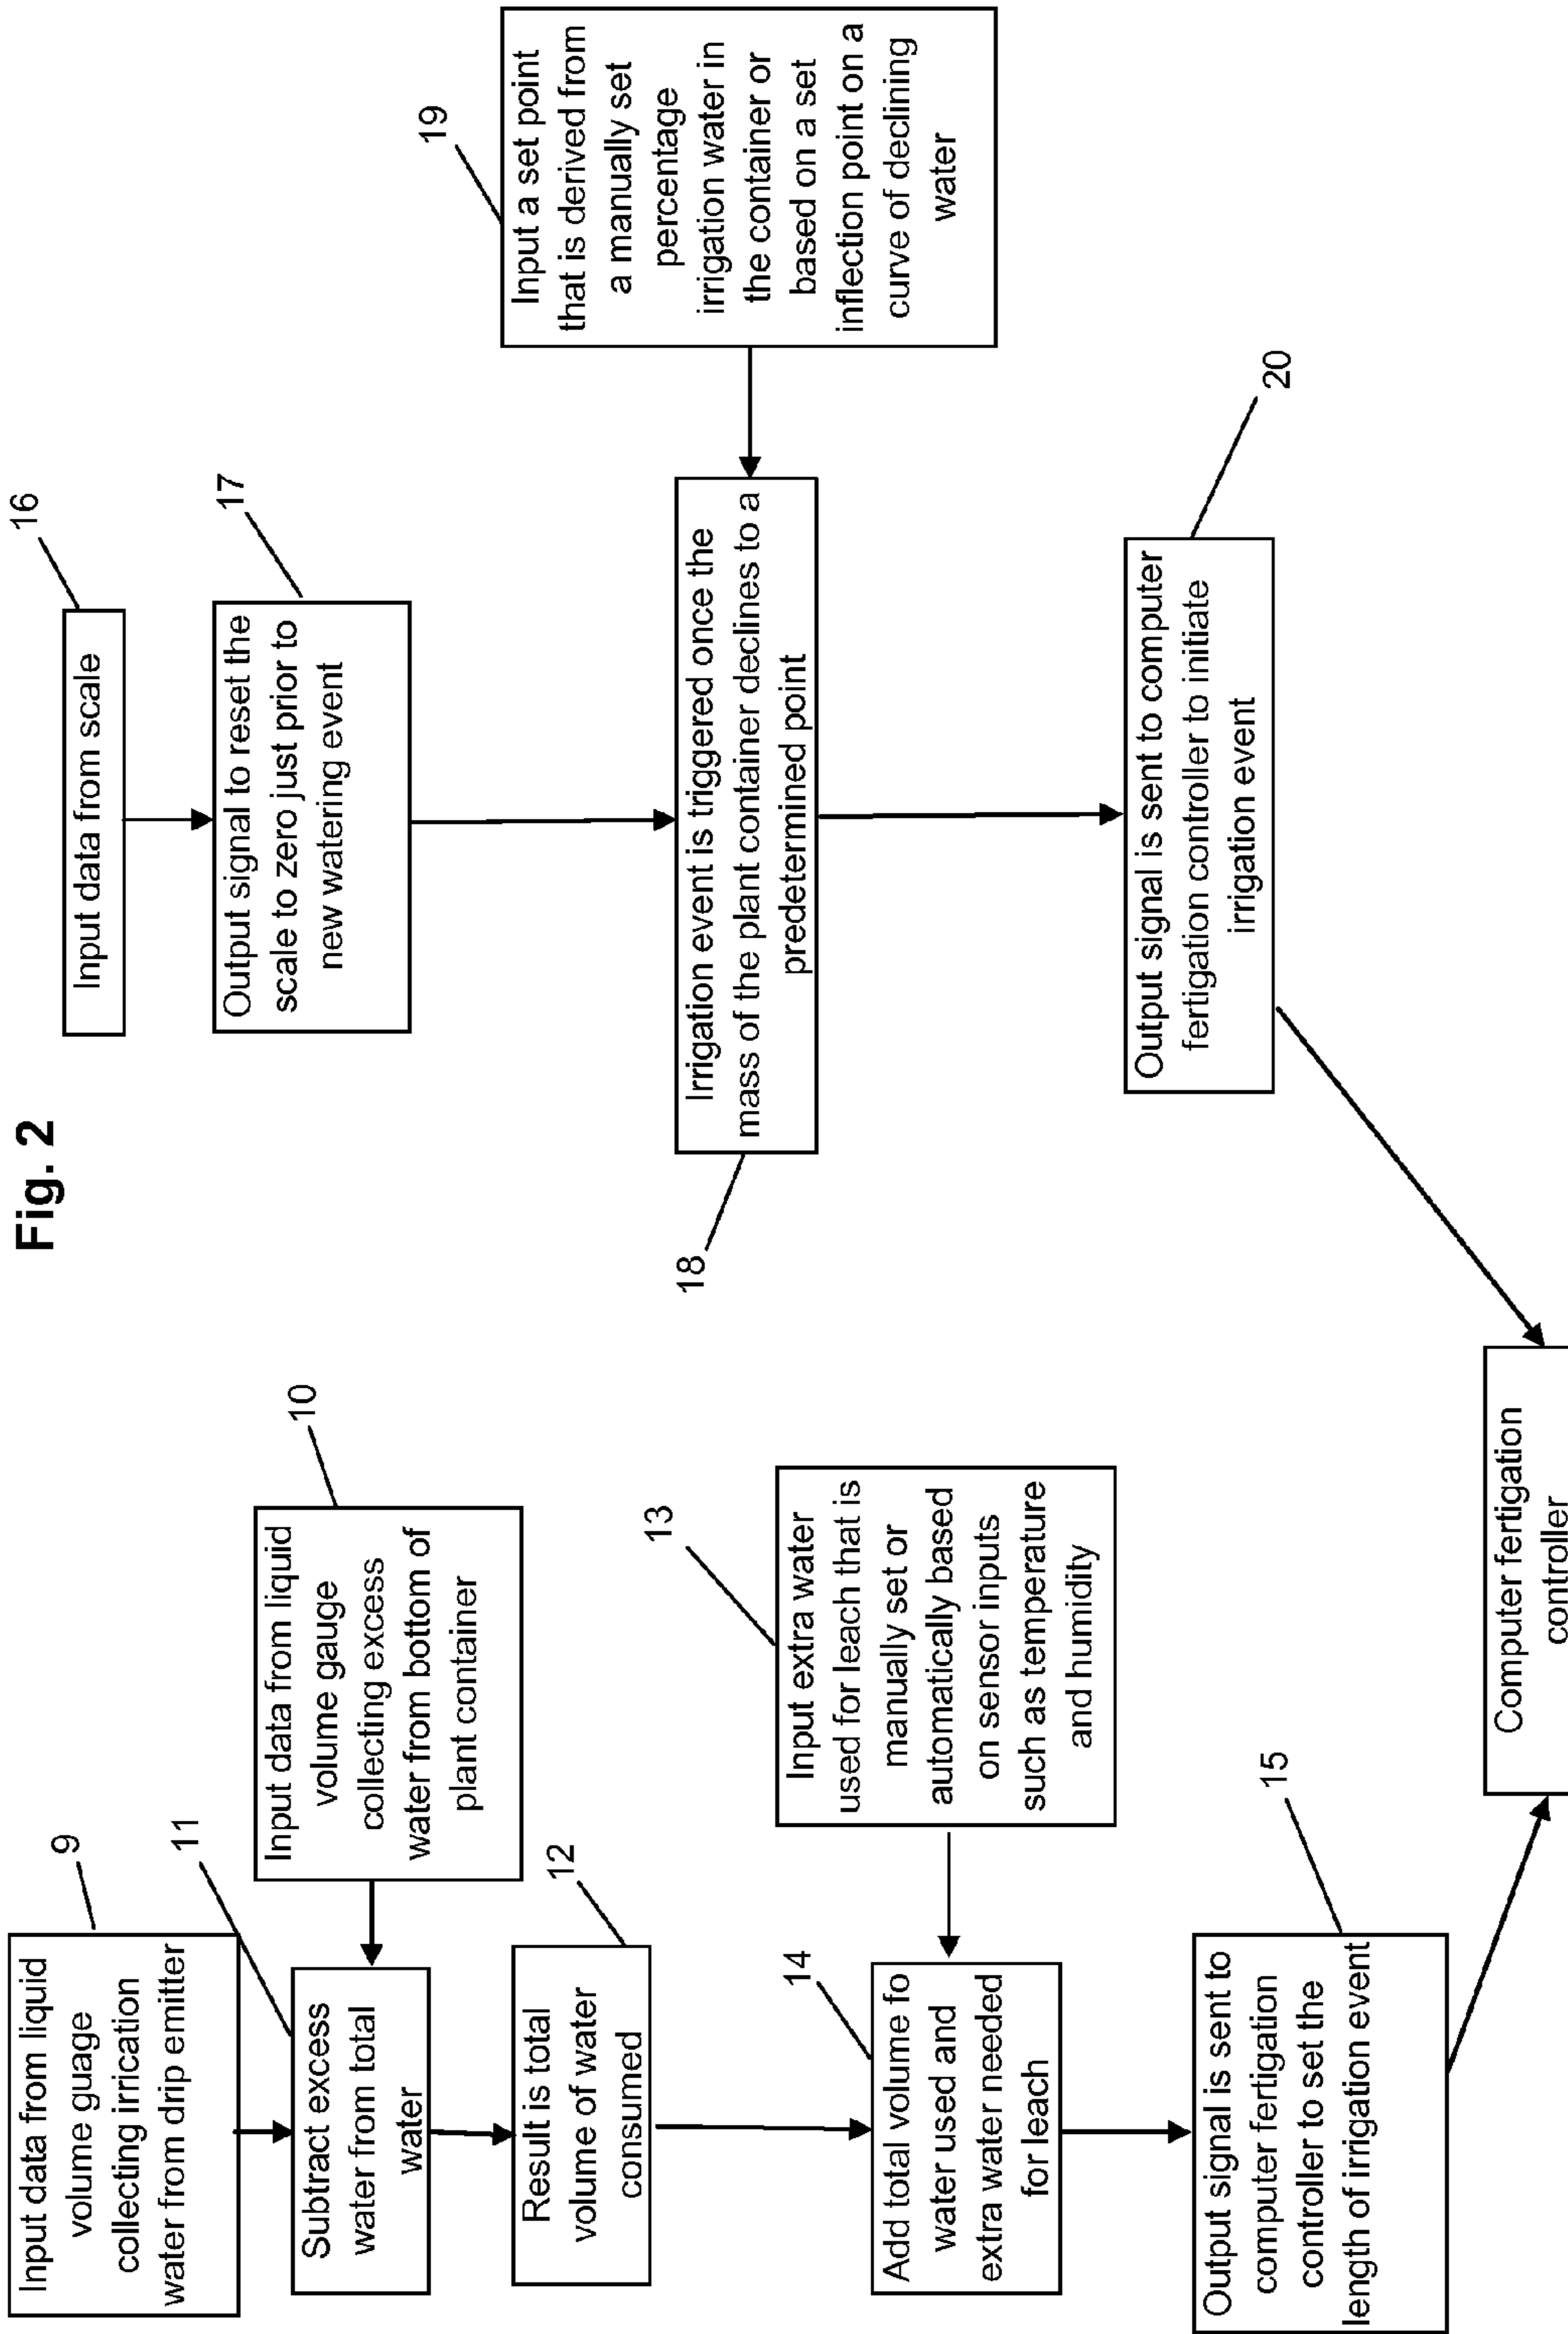 Fig. 2
9
Input data from liquid
volume guage
collecting irrication
water from drip emitter
11
Subtract excess
water from total
water
10
Input data from liquid
volume gauge
collecting excess
water from bottom of
plant container
12
Result is total
volume of water
consumed
13
Input extra water
used for leach that is
manually set or
automatically based
on sensor inputs
such as temperature
and humidity
14
Add total volume fo
water used and
extra water needed
for leach
15
Output signal is sent to
computer fertigation
controller to set the
length of irrigation event
16
Input data from scale
17
Output signal to reset the
scale to zero just prior to
new watering event
18
Irrigation event is triggered once the
mass of the plant container declines to a
predetermined point
19
Input a set point
that is derived from
a manually set
percentage
irrigation water in
the container or
based on a set
inflection point on a
curve of declining
water
20
Output signal is sent to computer
fertigation controller to initiate
irrigation event
Computer fertigation
controller